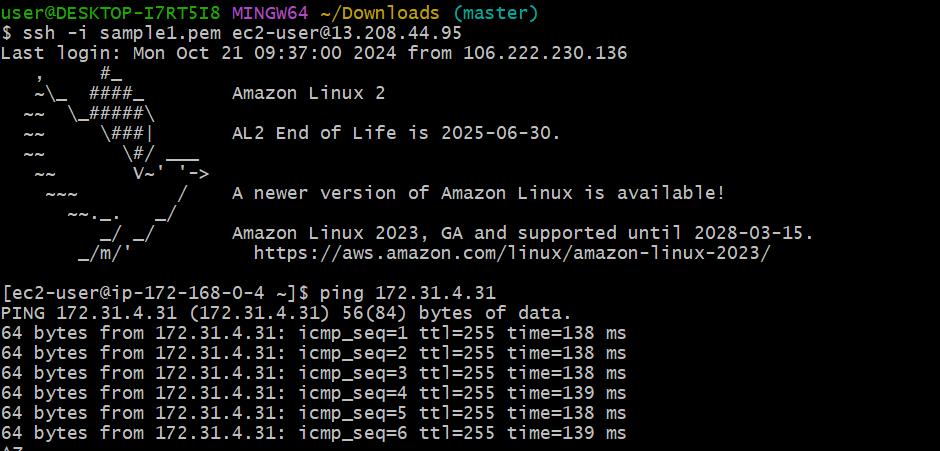 user@DESKTOP-I7RT5I8 MINGW64 ~/Downloads (master)
$ ssh -i sample1.pem ec2-user@13.208.44.95
Last login: Mon Oct 21 09:37:00 2024 from 106.222.230.136
   ,     #_
   ~\_  ####_        Amazon Linux 2
  ~~  \_#####\
  ~~     \###|       AL2 End of Life is 2025-06-30.
  ~~       \#/ ___
   ~~       V~' '->
    ~~~         /    A newer version of Amazon Linux is available!
      ~~._.   _/
         _/ _/       Amazon Linux 2023, GA and supported until 2028-03-15.
       _/m/'           https://aws.amazon.com/linux/amazon-linux-2023/
[ec2-user@ip-172-168-0-4 ~]$ ping 172.31.4.31
PING 172.31.4.31 (172.31.4.31) 56(84) bytes of data.
64 bytes from 172.31.4.31: icmp_seq=1 ttl=255 time=138 ms
64 bytes from 172.31.4.31: icmp_seq=2 ttl=255 time=138 ms
64 bytes from 172.31.4.31: icmp_seq=3 ttl=255 time=138 ms
64 bytes from 172.31.4.31: icmp_seq=4 ttl=255 time=139 ms
64 bytes from 172.31.4.31: icmp_seq=5 ttl=255 time=138 ms
64 bytes from 172.31.4.31: icmp_seq=6 ttl=255 time=139 ms